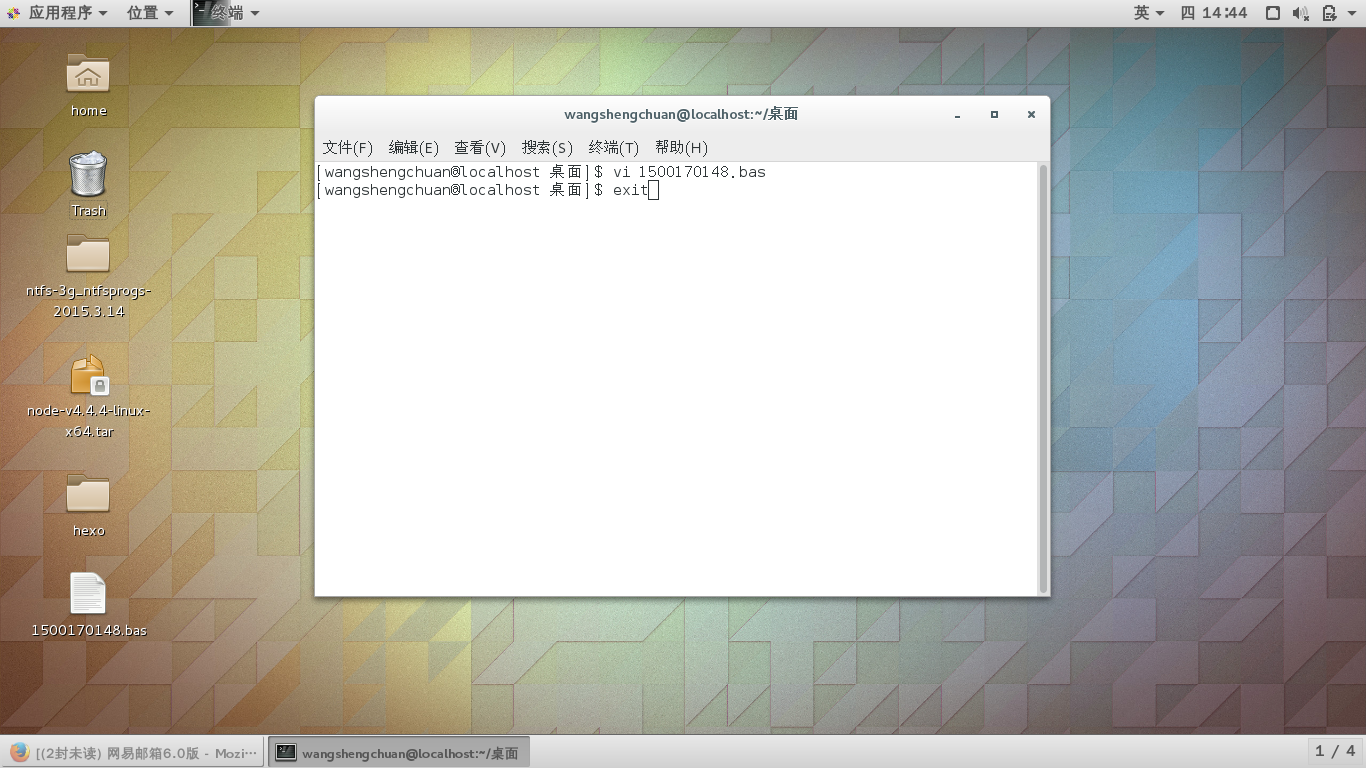 应用程序 位置 终端 英 四 14:44
home
Trash
ntfs-3g_ntfsprogs-
2015.3.14
node-v4.4.4-linux-
x64.tar
hexo
1500170148.bas
wangshengchuan@localhost:~/桌面
文件(F) 编辑(E) 查看(V) 搜索(S) 终端(T) 帮助(H)
[wangshengchuan@localhost 桌面]$ vi 1500170148.bas
[wangshengchuan@localhost 桌面]$ exit
[(2封未读) 网易邮箱6.0版 - Mozi… wangshengchuan@localhost:~/桌面 1 / 4